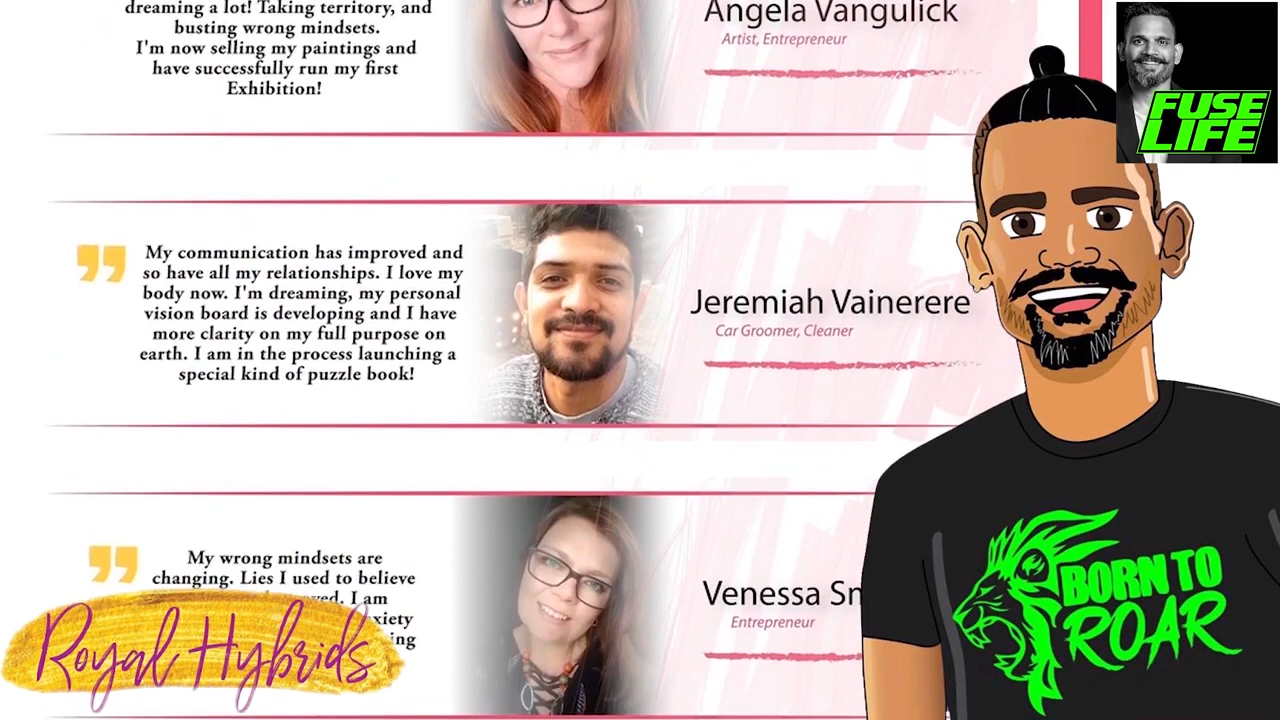 dreaming a lot! Taking territory, and
busting wrong mindsets.
I'm now selling my paintings and
have successfully run my first
Exhibition!
Angela Vangulick
Artist, Entrepreneur
FUSE
LIFE
My communication has improved and
so have all my relationships. I love my
body now. I'm dreaming, my personal
vision board is developing and I have
more clarity on my full purpose on
earth. I am in the process launching a
special kind of puzzle book!
Jeremiah Vainerere
Car Groomer, Cleaner
My wrong mindsets are
changing. Lies I used to believe
I am
Venessa
Entrepreneur
Royal Hybrids
BORN TO
ROAR